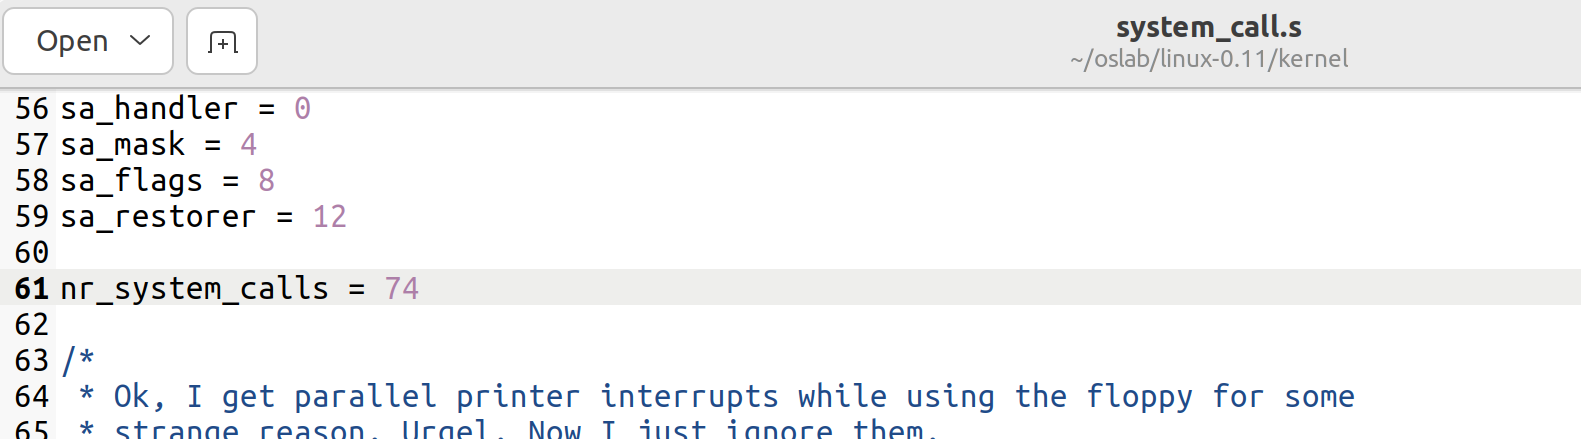 Open
system_call.s
~/oslab/linux-0.11/kernel
56 sa_handler = 0
57 sa_mask = 4
58 sa_flags = 8
59 sa_restorer = 12
60
61 nr_system_calls = 74
62
63 /*
64  * Ok, I get parallel printer interrupts while using the floppy for some
65  * strange reason. Urgel. Now I just ignore them.